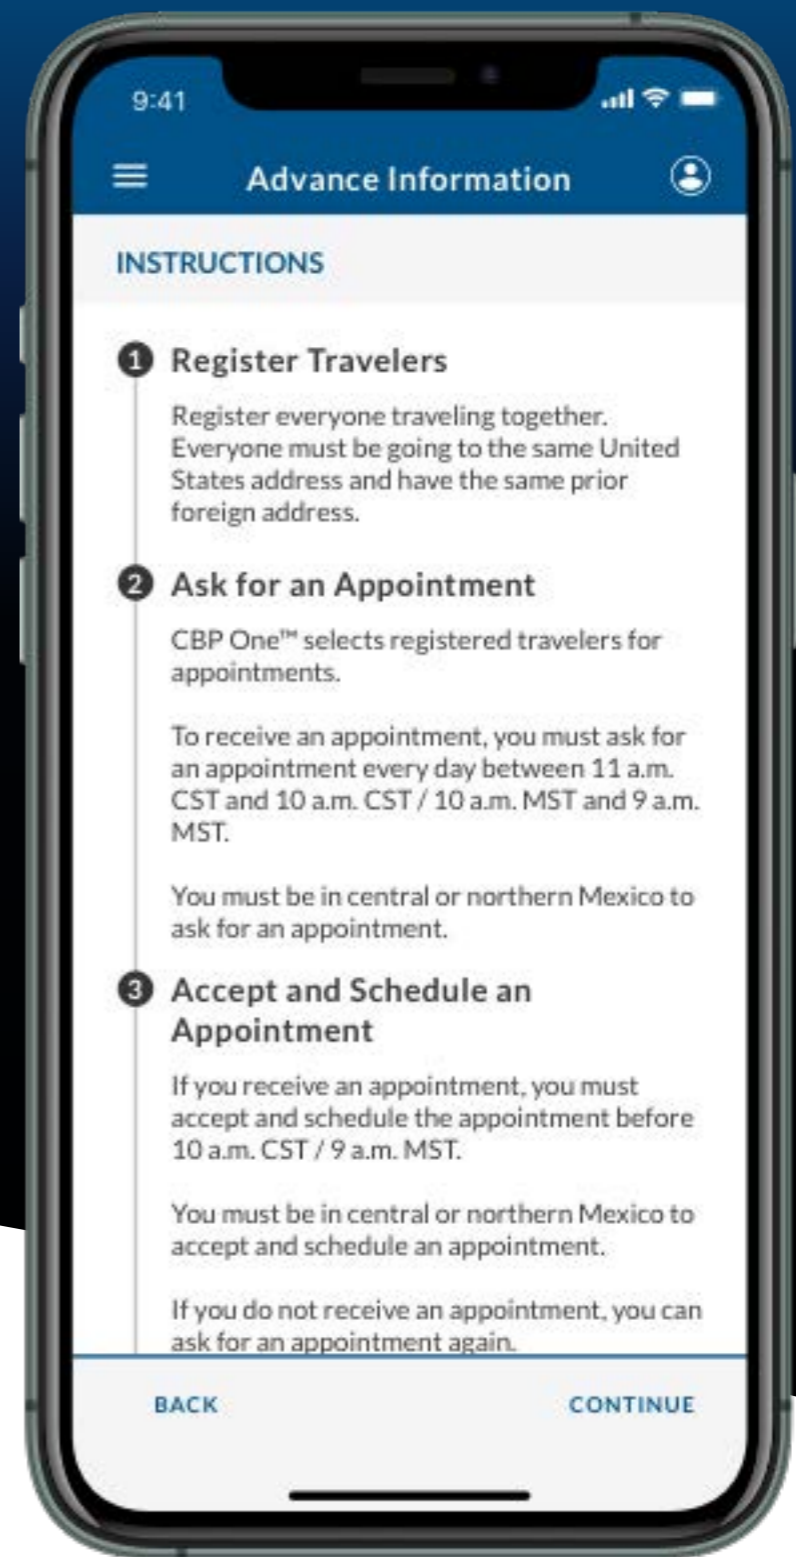 9:41
Advance Information
INSTRUCTIONS
1 Register Travelers
Register everyone traveling together.
Everyone must be going to the same United
States address and have the same prior
foreign address.
2 Ask for an Appointment
CBP One™ selects registered travelers for
appointments.
To receive an appointment, you must ask for
an appointment every day between 11 a.m.
CST and 10 a.m. CST / 10 a.m. MST and 9 a.m.
MST.
You must be in central or northern Mexico to
ask for an appointment.
3 Accept and Schedule an
Appointment
If you receive an appointment, you must
accept and schedule the appointment before
10 a.m. CST / 9 a.m. MST.
You must be in central or northern Mexico to
accept and schedule an appointment.
If you do not receive an appointment, you can
ask for an appointment again.
BACK CONTINUE